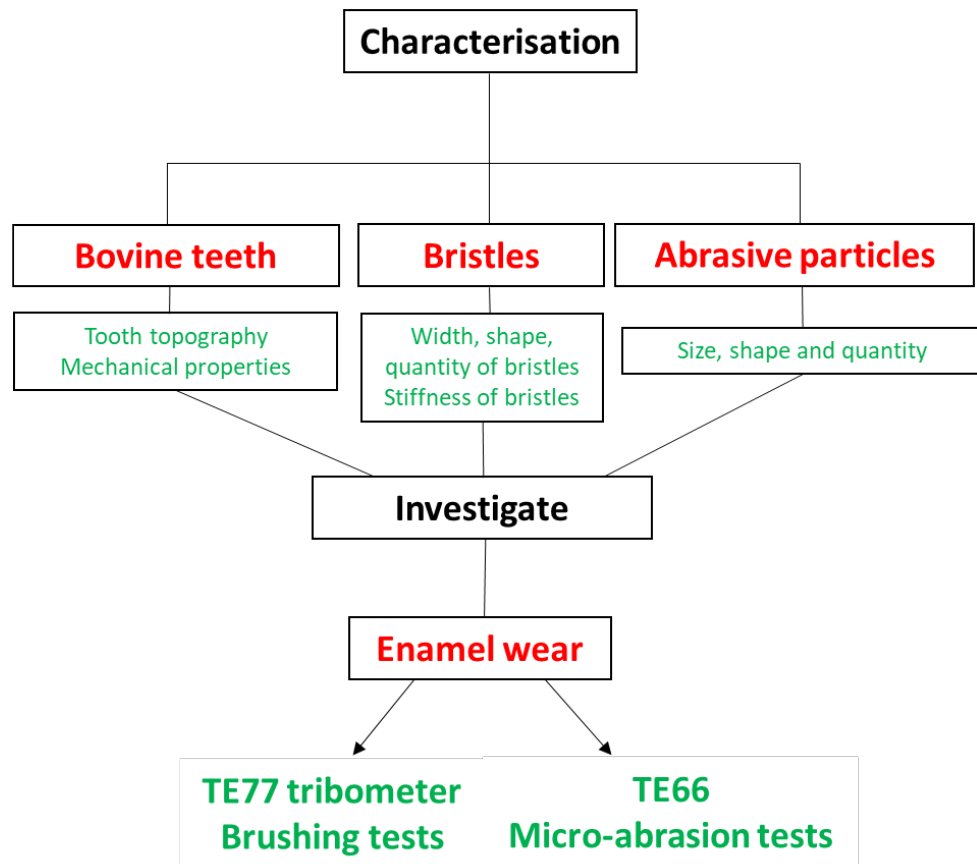 Characterisation
Bovine teeth
Bristles
Abrasive particles
Tooth topography
Mechanical properties
Width, shape,
quantity of bristles
Stiffness of bristles
Size, shape and quantity
Investigate
Enamel wear
TE77 tribometer
Brushing tests
TE66
Micro-abrasion tests